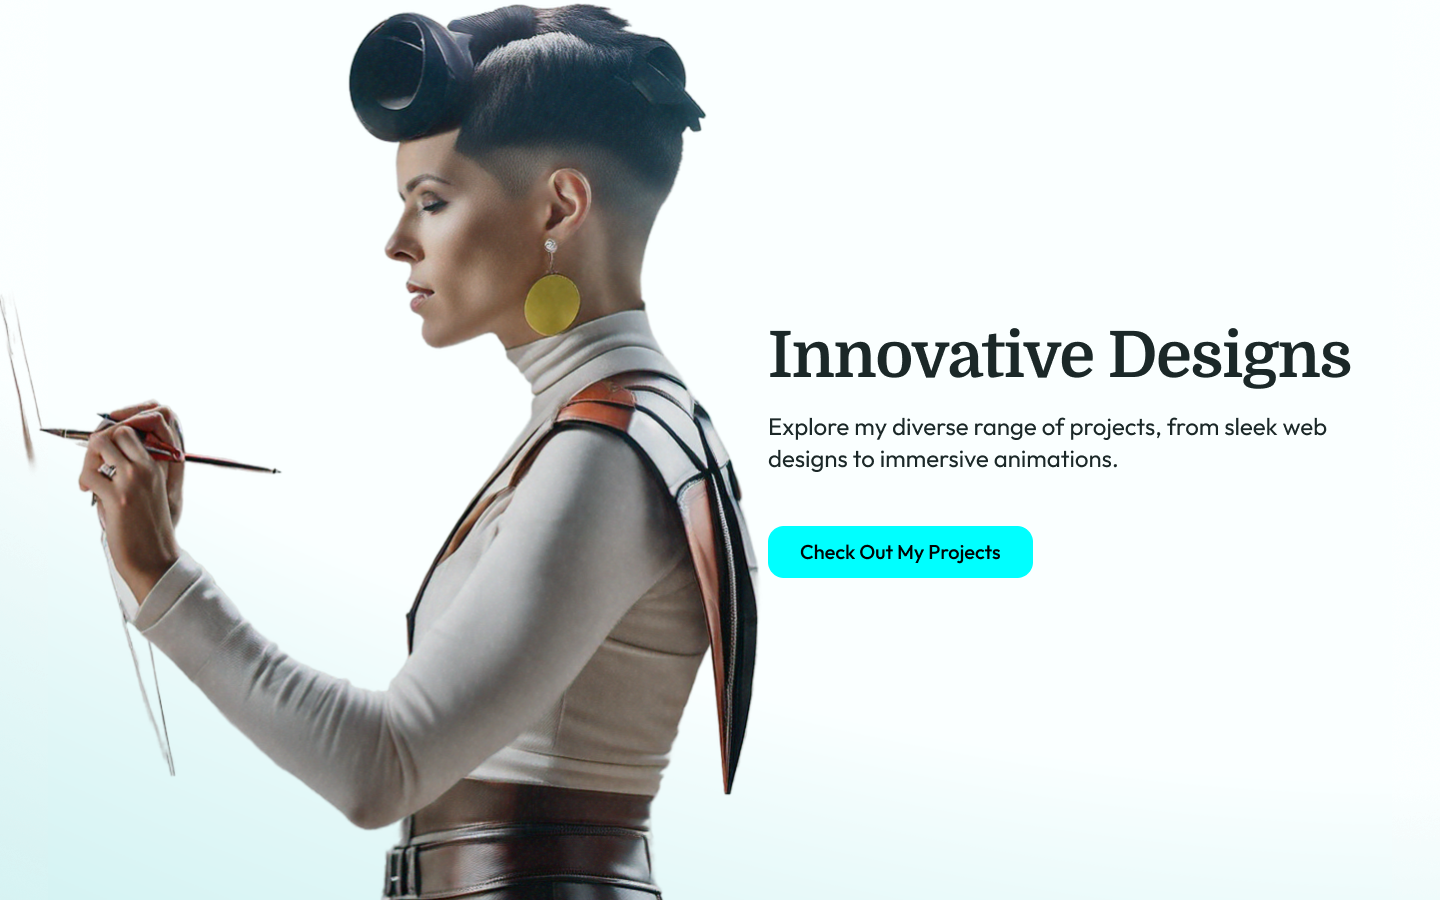 Innovative Designs
Explore my diverse range of projects, from sleek web
designs to immersive animations.
Check Out My Projects